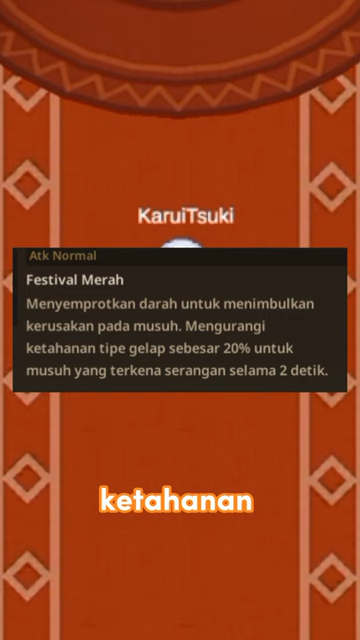 KaruiTsuki
Atk Normal
Festival Merah
Menyemprotkan darah untuk menimbulkan
kerusakan pada musuh. Mengurangi
ketahanan tipe gelap sebesar 20% untuk
musuh yang terkena serangan selama 2 detik.
ketahanan